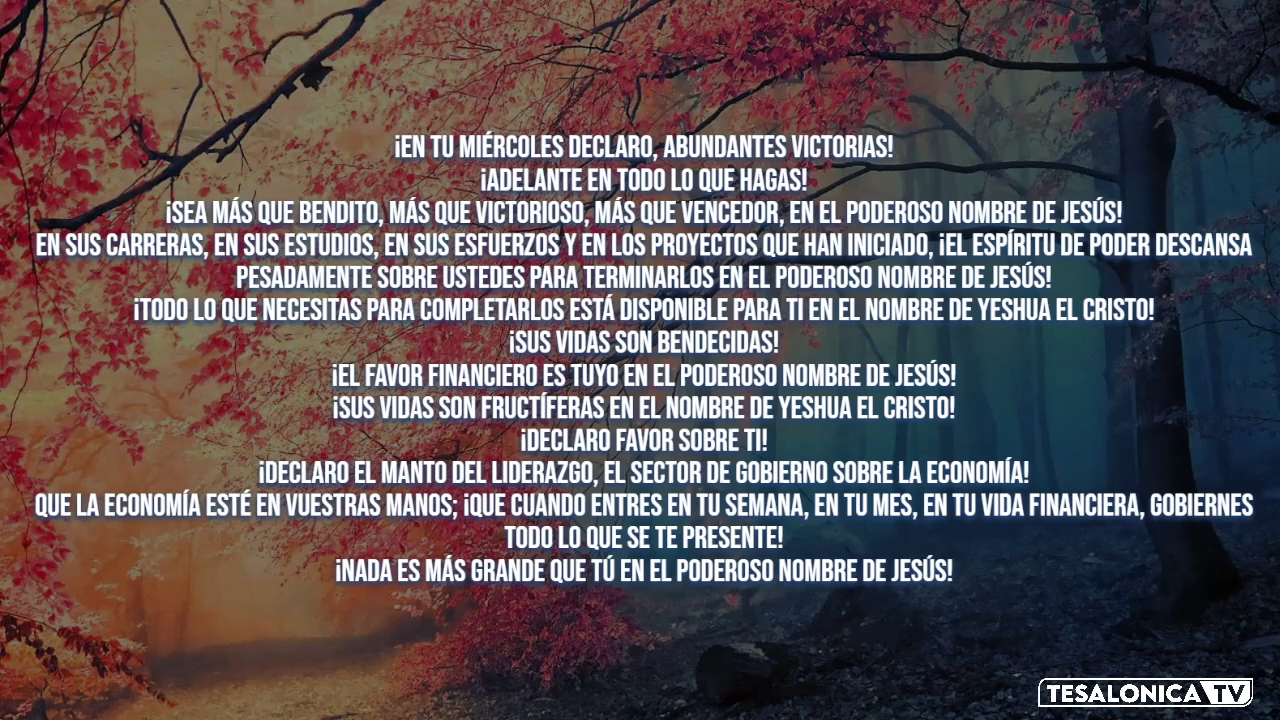 ¡EN TU MIÉRCOLES DECLARO, ABUNDANTES VICTORIAS!
¡ADELANTE EN TODO LO QUE HAGAS!
¡SEA MÁS QUE BENDITO, MÁS QUE VICTORIOSO, MÁS QUE VENCEDOR, EN EL PODEROSO NOMBRE DE JESÚS!
EN SUS CARRERAS, EN SUS ESTUDIOS, EN SUS ESFUERZOS Y EN LOS PROYECTOS QUE HAN INICIADO, ¡EL ESPÍRITU DE PODER DESCANSA
PESADAMENTE SOBRE USTEDES PARA TERMINARLOS EN EL PODEROSO NOMBRE DE JESÚS!
¡TODO LO QUE NECESITAS PARA COMPLETARLOS ESTÁ DISPONIBLE PARA TI EN EL NOMBRE DE YESHUA EL CRISTO!
¡SUS VIDAS SON BENDECIDAS!
¡EL FAVOR FINANCIERO ES TUYO EN EL PODEROSO NOMBRE DE JESÚS!
¡SUS VIDAS SON FRUCTÍFERAS EN EL NOMBRE DE YESHUA EL CRISTO!
¡DECLARO FAVOR SOBRE TI!
¡DECLARO EL MANTO DEL LIDERAZGO, EL SECTOR DE GOBIERNO SOBRE LA ECONOMÍA!
QUE LA ECONOMÍA ESTÉ EN VUESTRAS MANOS; ¡QUE CUANDO ENTRES EN TU SEMANA, EN TU MES, EN TU VIDA FINANCIERA, GOBIERNES
TODO LO QUE SE TE PRESENTE!
¡NADA ES MÁS GRANDE QUE TÚ EN EL PODEROSO NOMBRE DE JESÚS!
TESALONICA TV